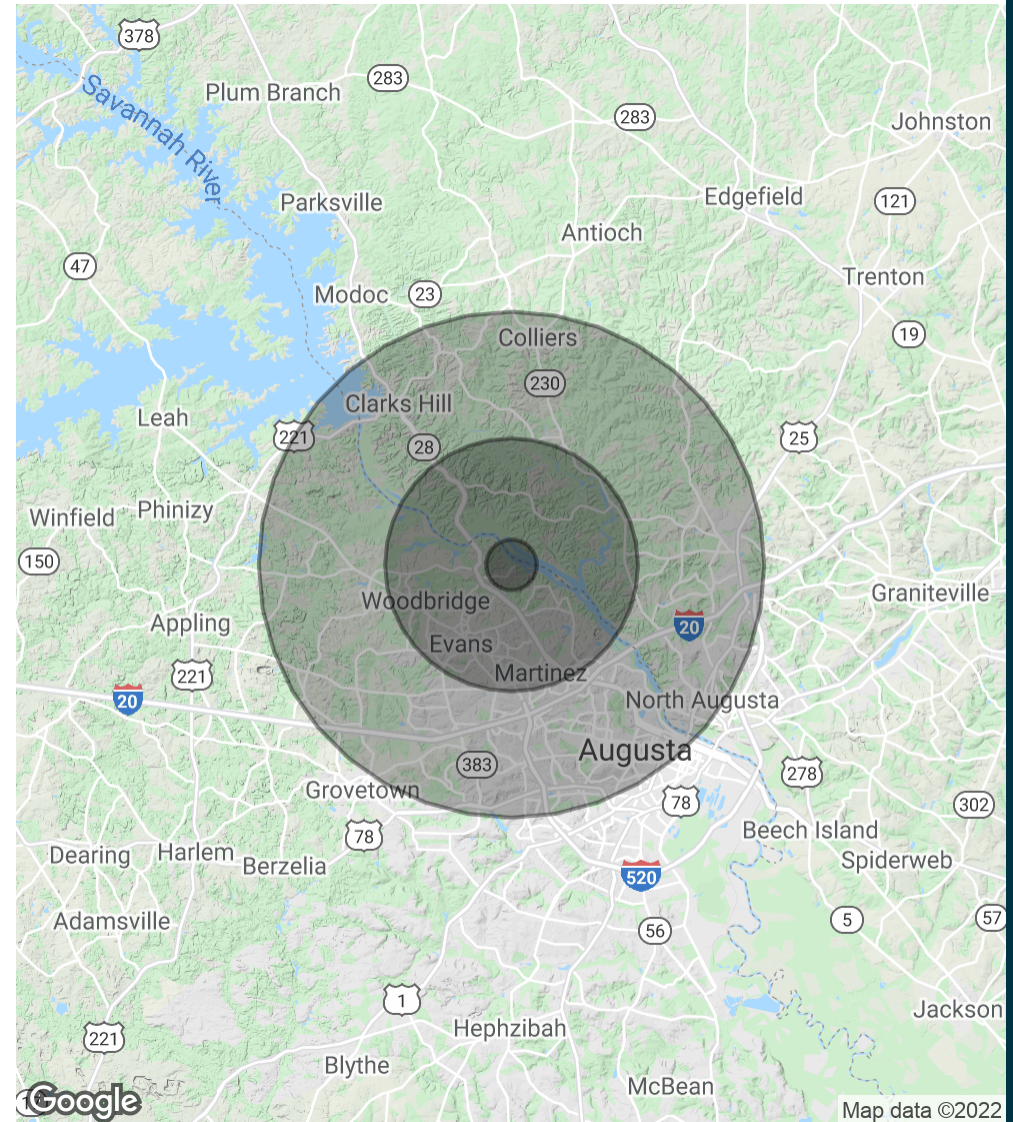 378
283
Plum Branch
Savannah River
283
Johnston
Parksville
Edgefield
121
Antioch
47
Modoc
23
Trenton
19
Colliers
230
Clarks Hill
Leah
221
28
25
Winfield
Phinizy
150
Woodbridge
Graniteville
Appling
20
Evans
221
Martinez
20
North Augusta
383
Augusta
278
Grovetown
78
302
78
Beech Island
Dearing
Harlem
Berzelia
Spiderweb
520
Adamsville
56
5
57
1
Jackson
221
Hephzibah
Blythe
McBean
Google
Map data ©2022